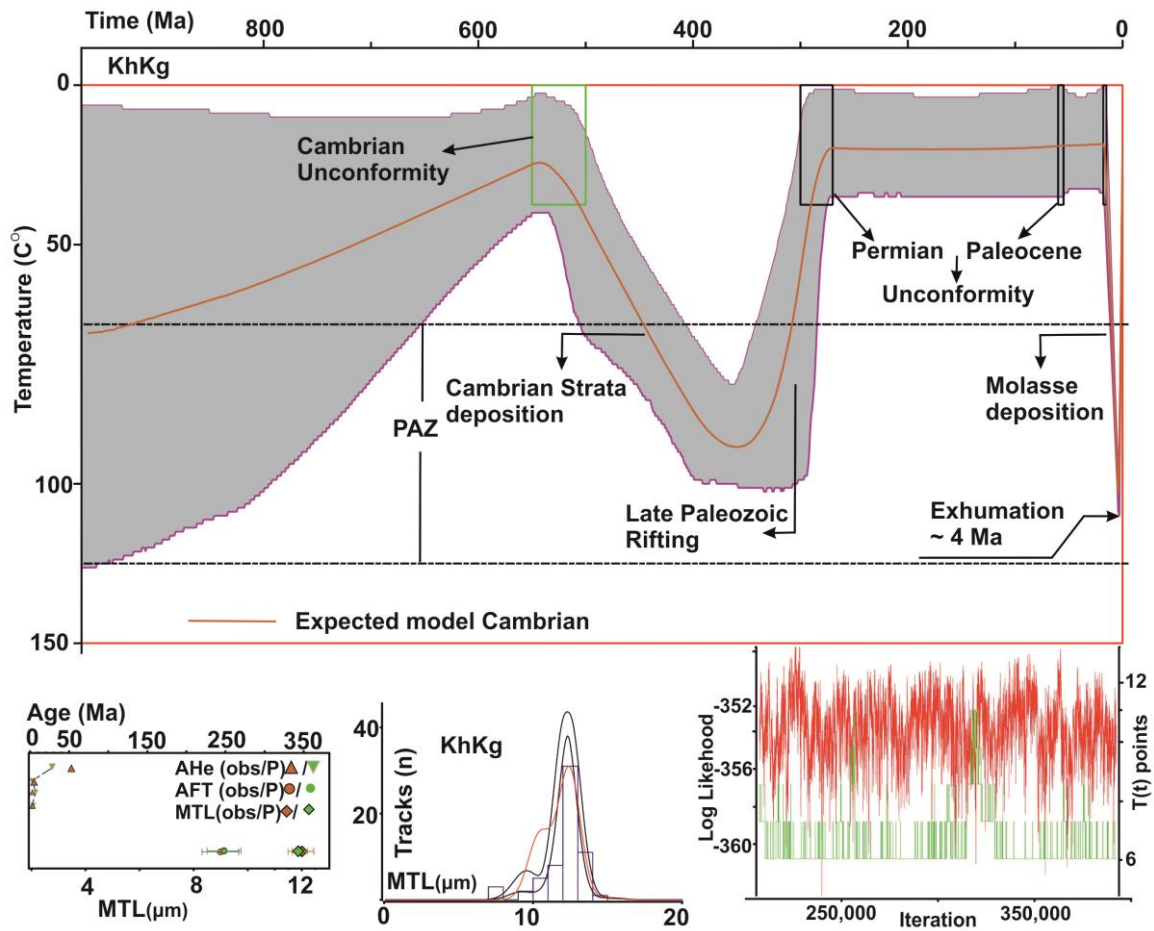 Time (Ma)
800
600
400
200
0
KhKg
0
50
100
150
Temperature (C°)
Cambrian
Unconformity
Permian
Paleocene
Unconformity
PAZ
Cambrian Strata
deposition
Molasse
deposition
Late Paleozoic
Rifting
Exhumation
~ 4 Ma
Expected model Cambrian
Age (Ma)
0
50
150
250
350
AHe (obs/P) /
AFT (obs/P) /
MTL(obs/P) /
4
8
12
MTL(μm)
40
20
Tracks (n)
KhKg
MTL(μm)
0
10
20
-352
-356
-360
Log Likehood
12
6
T(t) points
250,000
Iteration
350,000